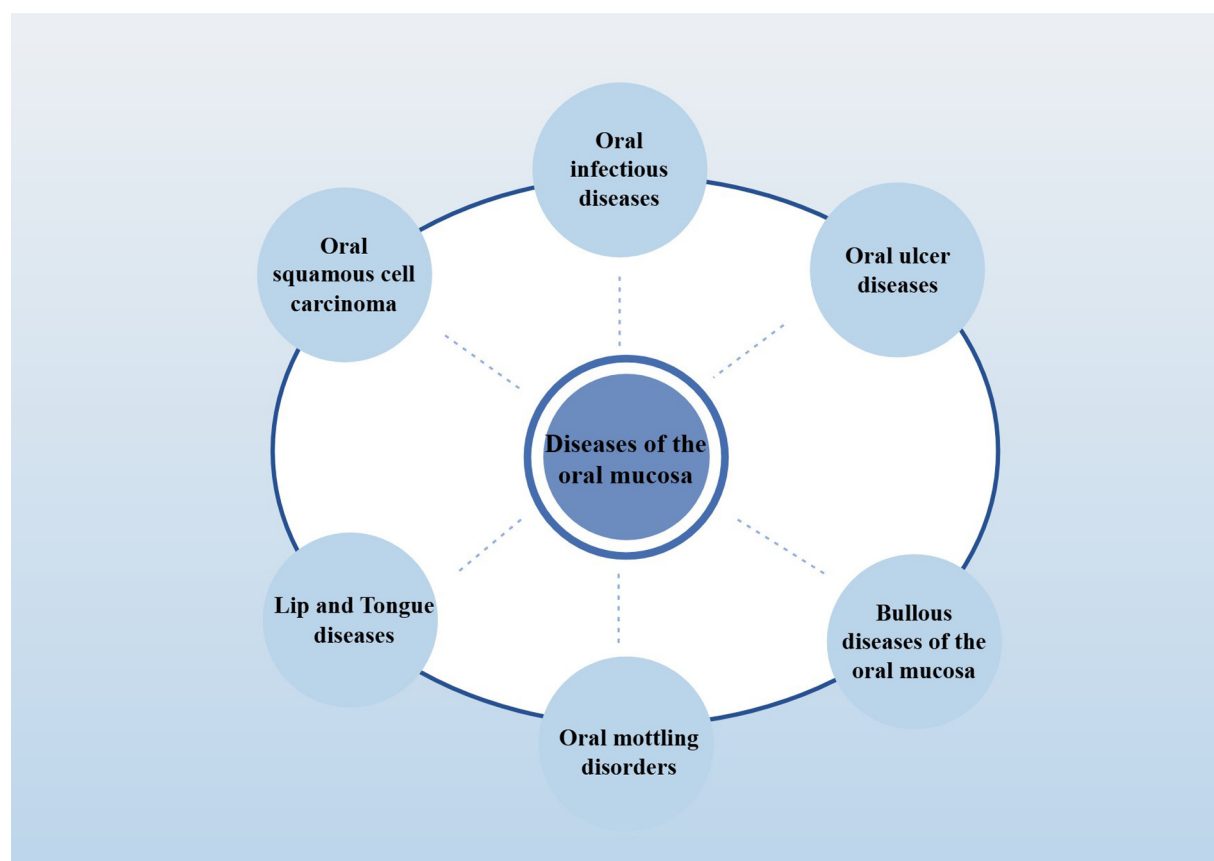 Oral
infectious
diseases
Oral ulcer
diseases
Bullous
diseases of the
oral mucosa
Oral mottling
disorders
Lip and Tongue
diseases
Oral
squamous cell
carcinoma
Diseases of the
oral mucosa